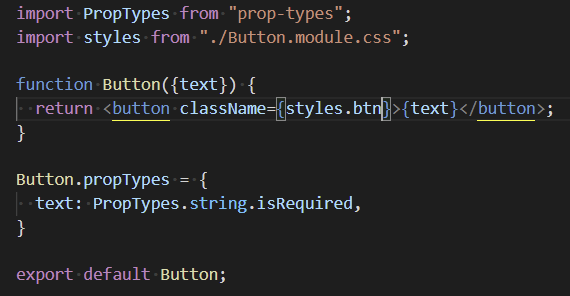 import PropTypes from "prop-types";
import styles from "./Button.module.css";
function Button({text}) {
  return <button className={styles.btn}>{text}</button>;
}
Button.propTypes = {
  text: PropTypes.string.isRequired,
}
export default Button;